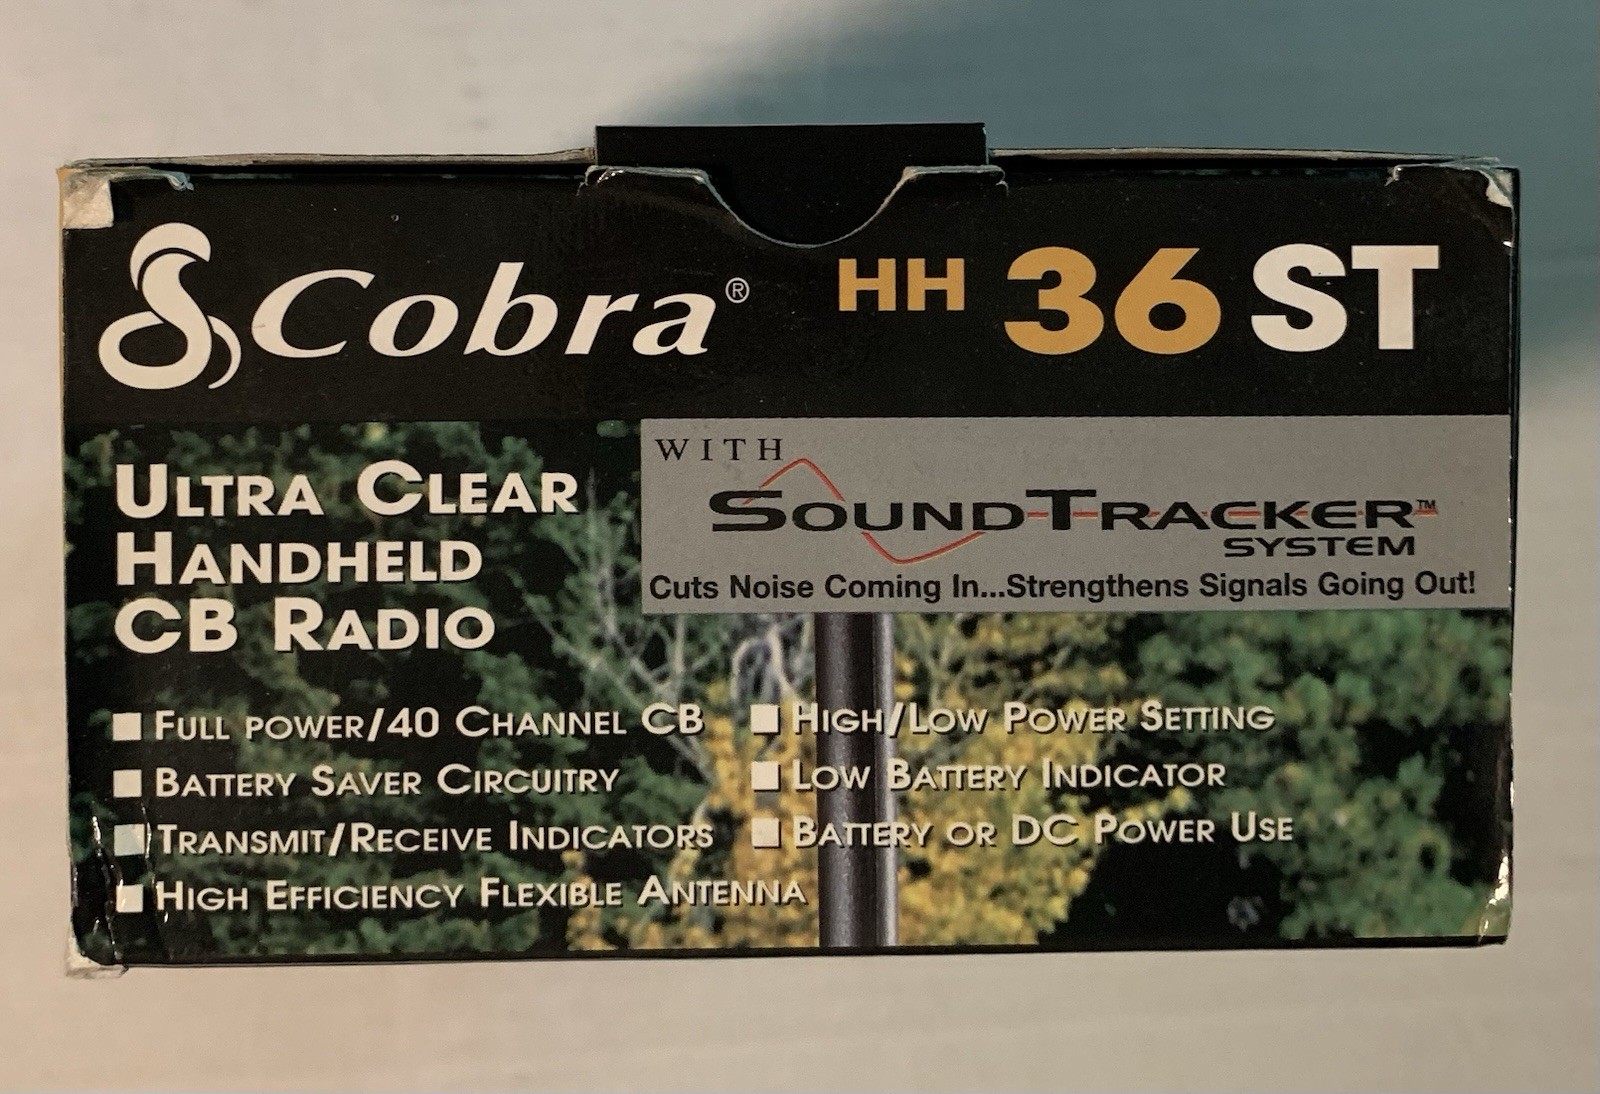 Cobra® HH 36 ST
WITH
SOUNDTRACKER™
SYSTEM
Cuts Noise Coming In...Strengthens Signals Going Out!
ULTRA CLEAR
HANDHELD
CB RADIO
FULL POWER/40 CHANNEL CB
BATTERY SAVER CIRCUITRY
TRANSMIT/RECEIVE INDICATORS
HIGH EFFICIENCY FLEXIBLE ANTENNA
HIGH/LOW POWER SETTING
LOW BATTERY INDICATOR
BATTERY OR DC POWER USE